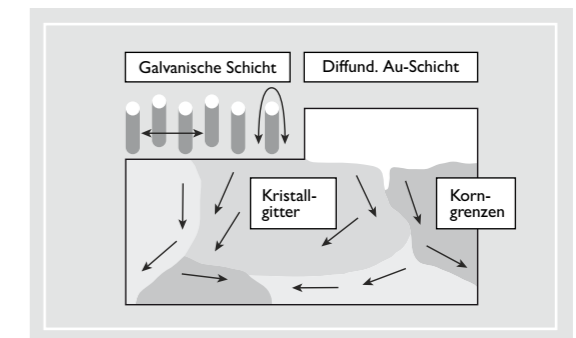 Galvanische Schicht
Diffund. Au-Schicht
Kristall-
gitter
Korn-
grenzen